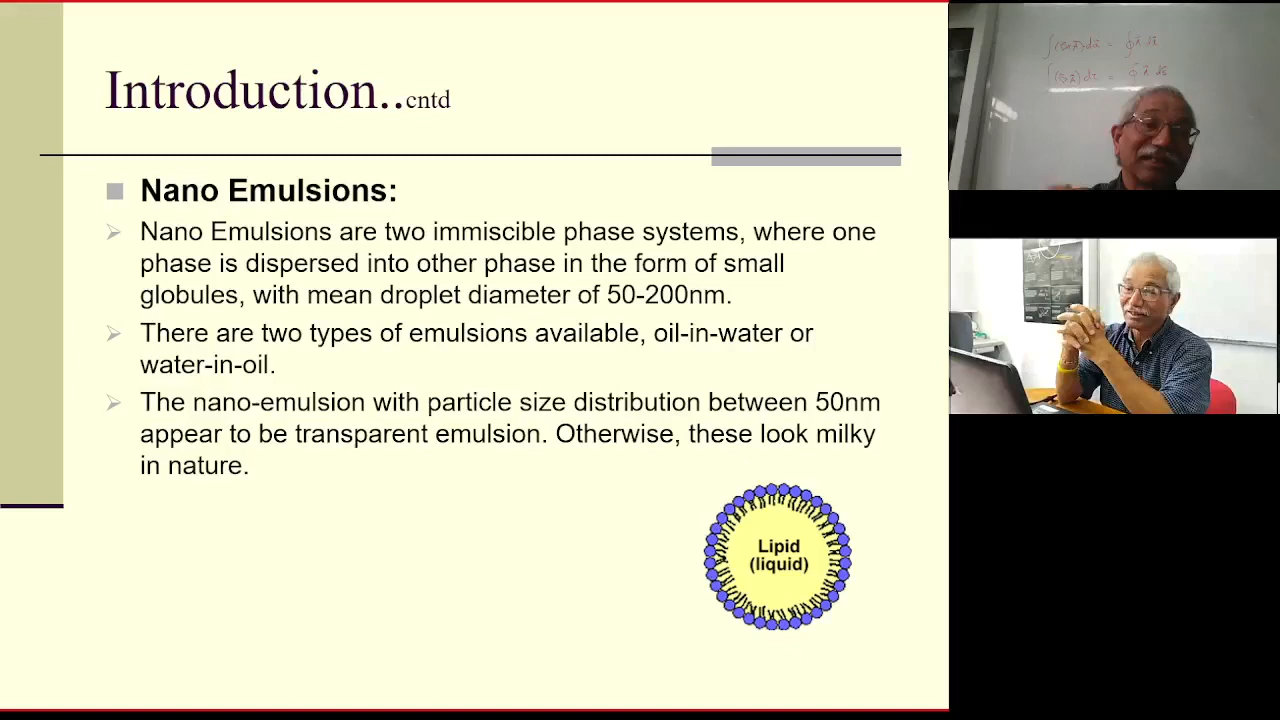 Introduction..cntd
Nano Emulsions:
Nano Emulsions are two immiscible phase systems, where one
phase is dispersed into other phase in the form of small
globules, with mean droplet diameter of 50-200nm.
There are two types of emulsions available, oil-in-water or
water-in-oil.
The nano-emulsion with particle size distribution between 50nm
appear to be transparent emulsion. Otherwise, these look milky
in nature.
Lipid
(liquid)